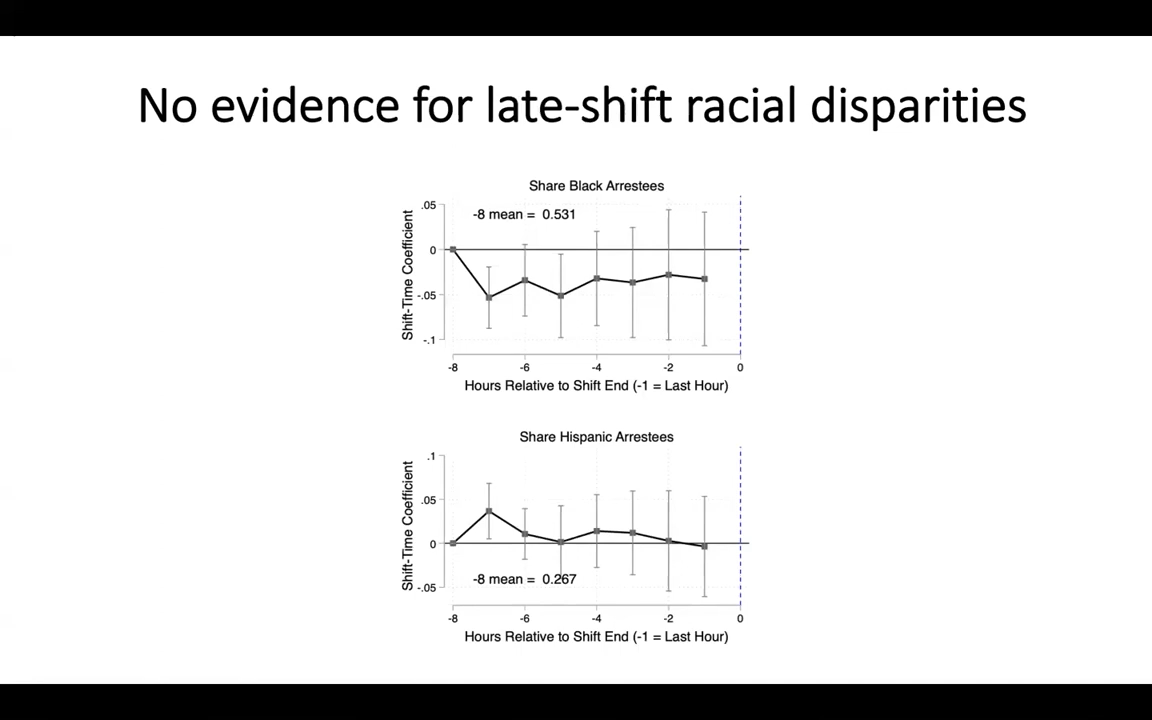 No evidence for late-shift racial disparities
Share Black Arrestees
-8 mean = 0.531
Shift-Time Coefficient
.05
0
-.05
-.1
-8
-6
-4
-2
0
Hours Relative to Shift End (-1 = Last Hour)
Share Hispanic Arrestees
-8 mean = 0.267
Shift-Time Coefficient
.1
.05
0
-.05
-8
-6
-4
-2
0
Hours Relative to Shift End (-1 = Last Hour)